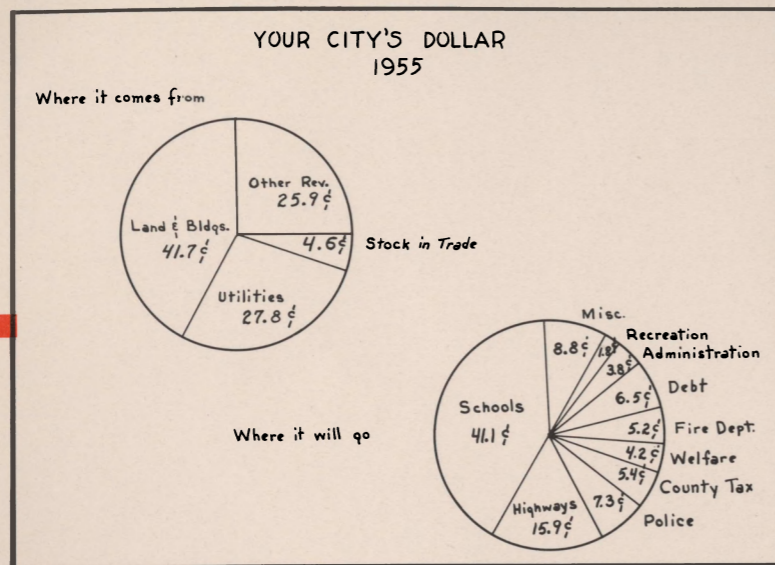 YOUR CITY'S DOLLAR
1955
Where it comes from
Other Rev.
25.9¢
Land & Bldgs.
41.7¢
4.6¢
Stock in Trade
Utilities
27.8¢
Where it will go
Misc.
8.8¢
Recreation
1.8¢
Administration
3.8¢
Debt
6.5¢
Fire Dept.
5.2¢
Welfare
4.2¢
County Tax
5.4¢
Police
7.3¢
Highways
15.9¢
Schools
41.1¢